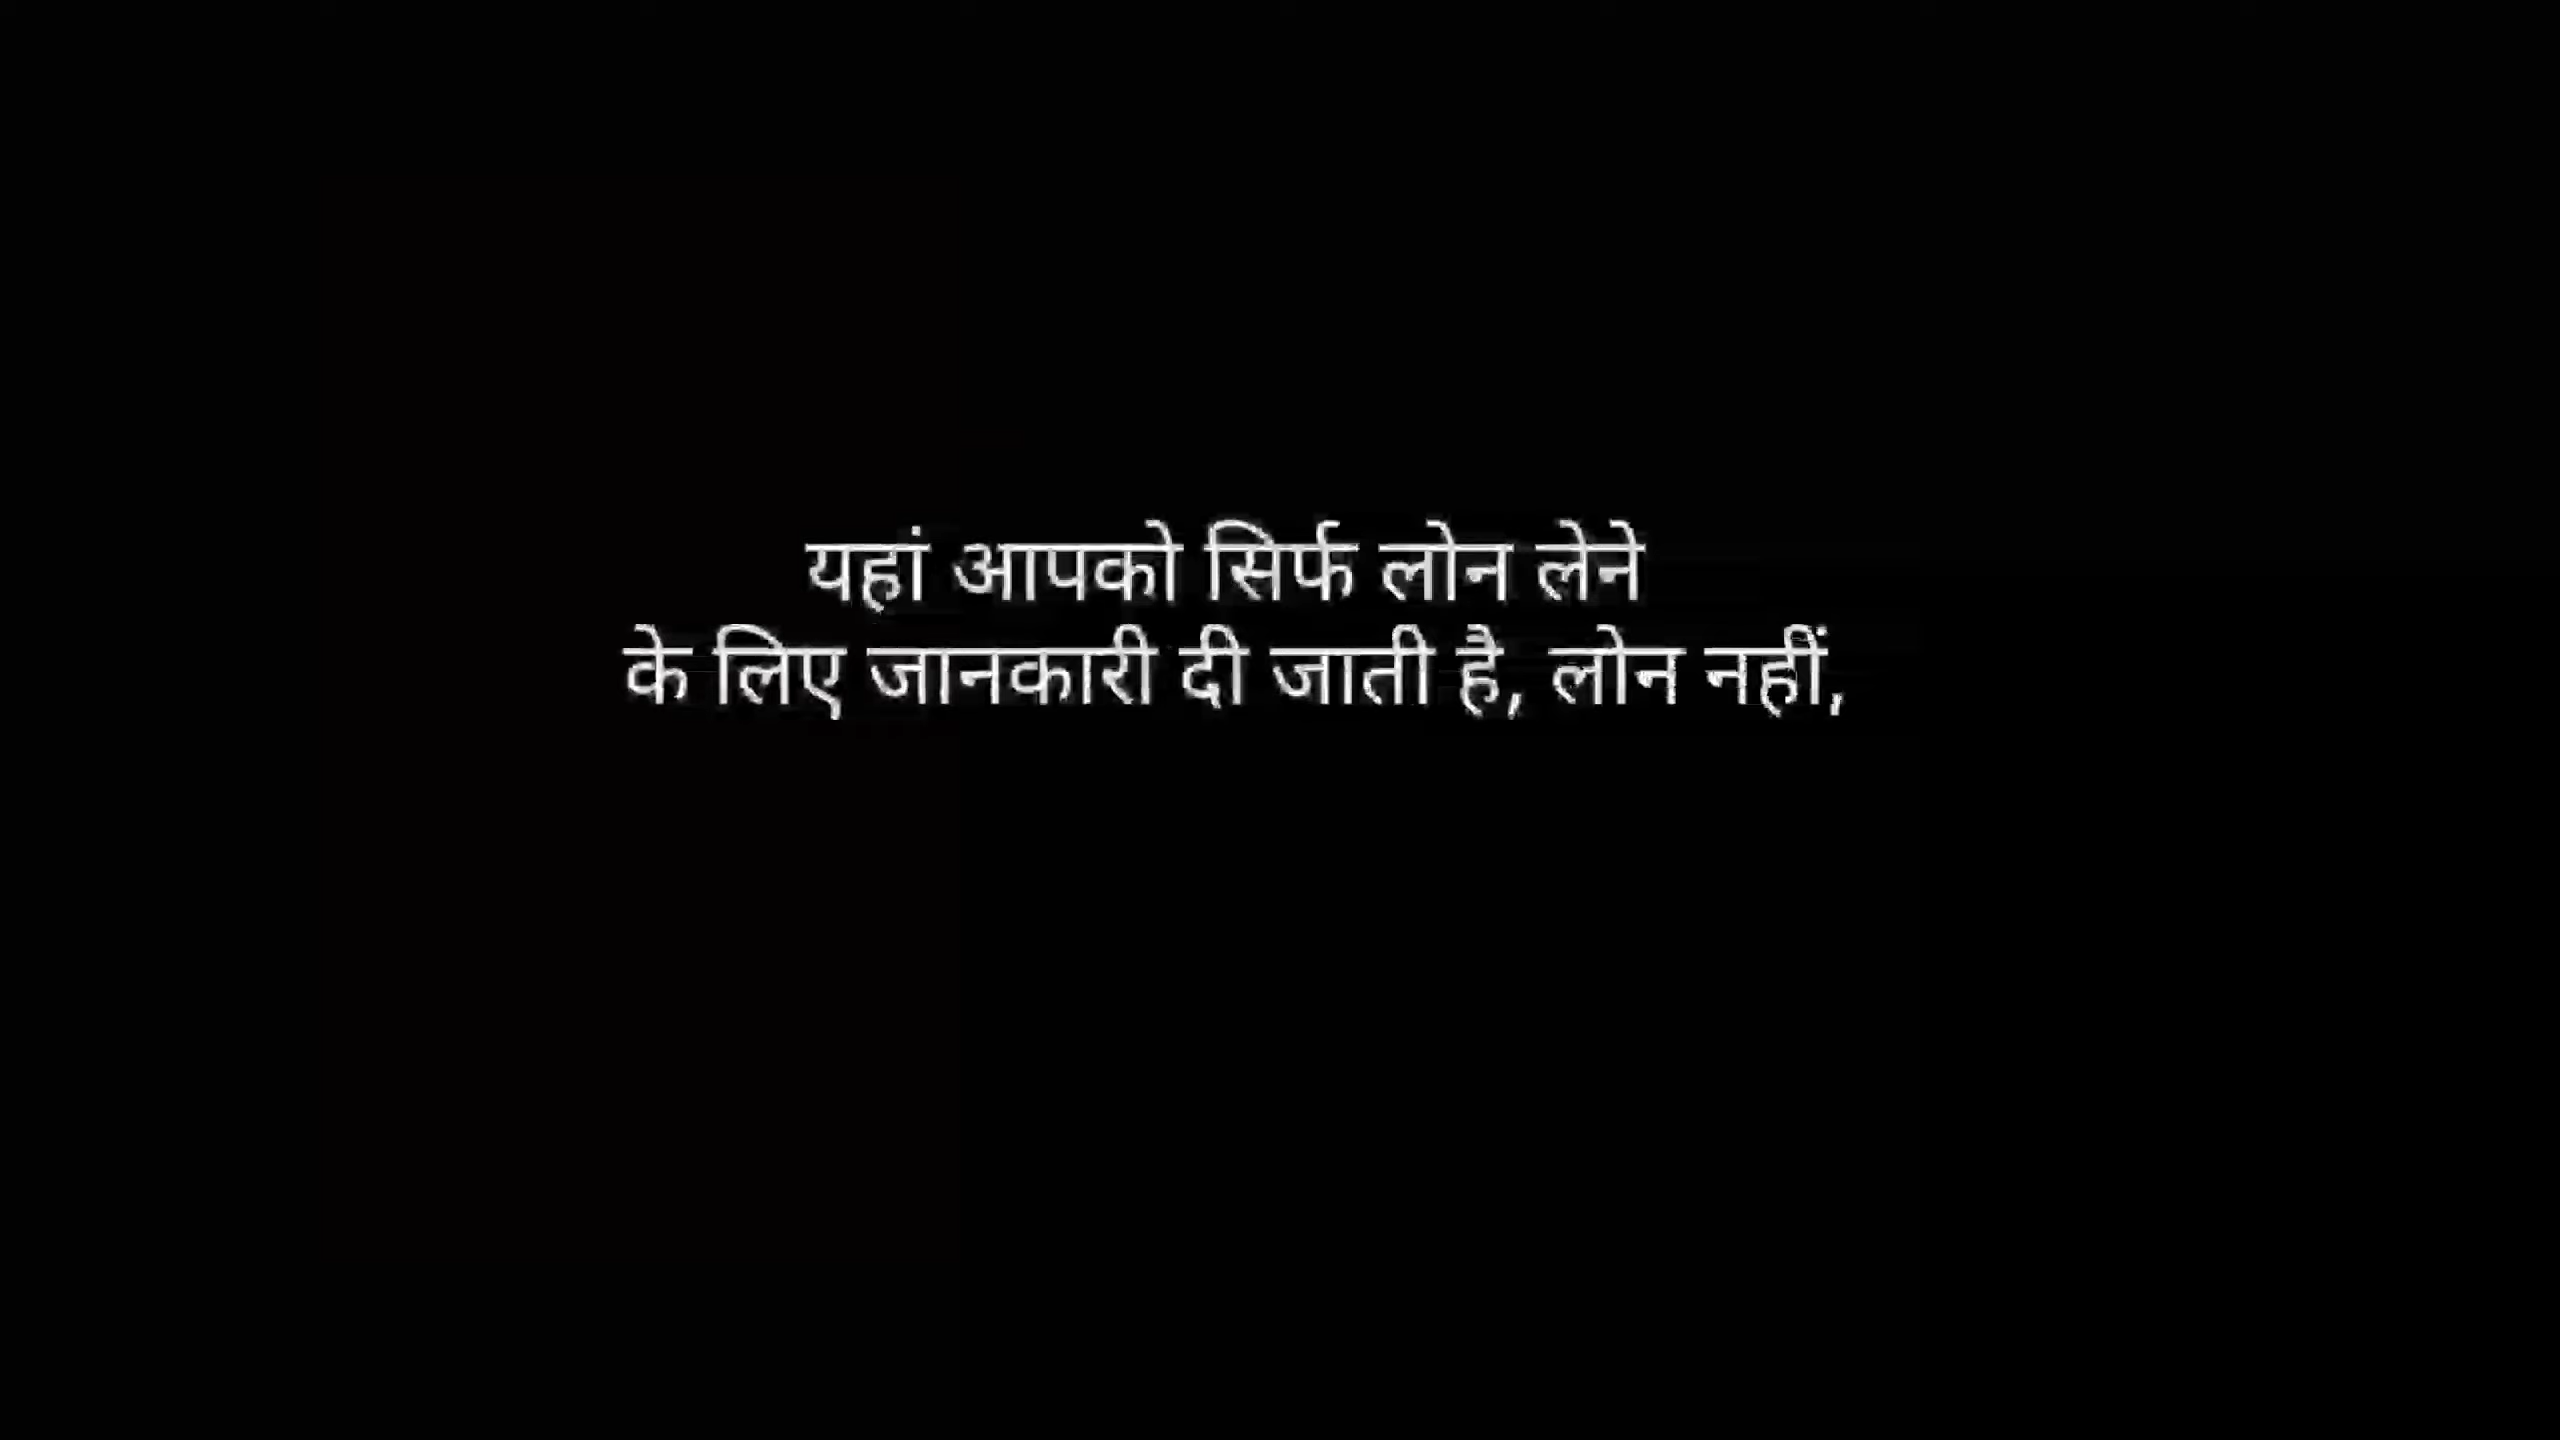 यहां आपको सिर्फ लोन लेने
के लिए जानकारी दी जाती है, लोन नहीं,